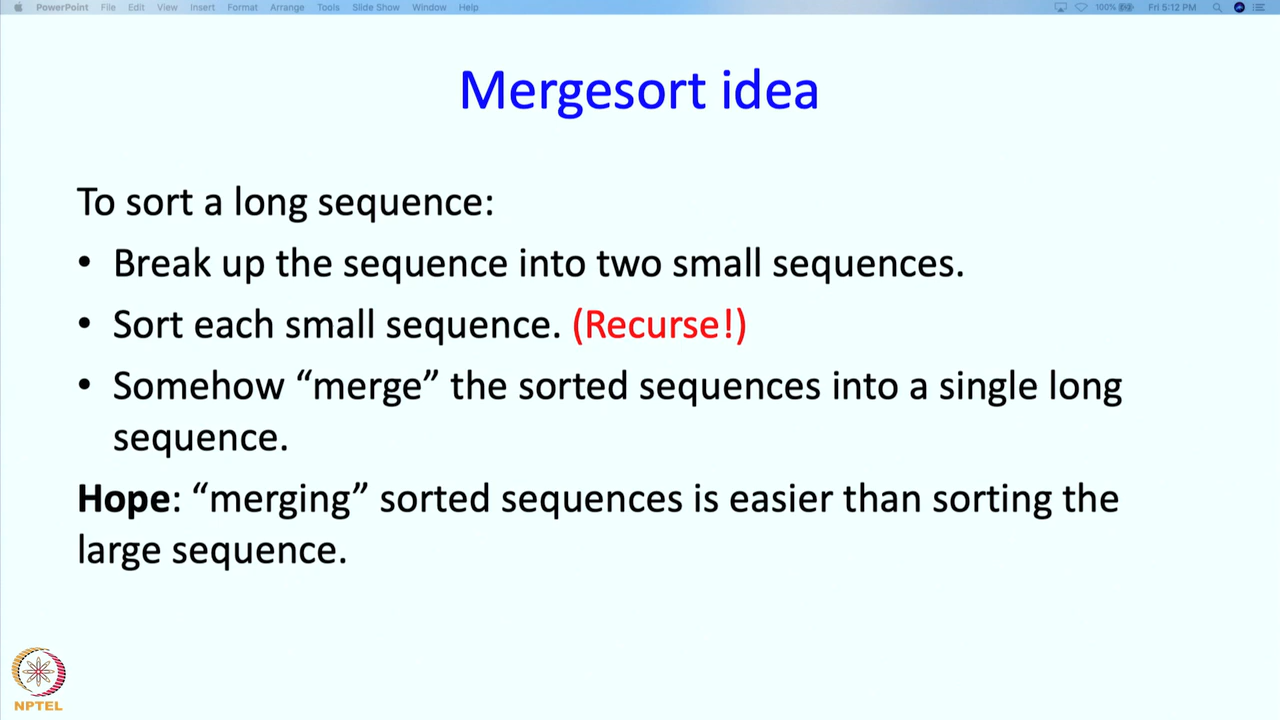 PowerPoint File Edit View Insert Format Arrange Tools Slide Show Window Help 100% Fri 5:12 PM
Mergesort idea
To sort a long sequence:
• Break up the sequence into two small sequences.
• Sort each small sequence. (Recurse!)
• Somehow “merge” the sorted sequences into a single long
sequence.
Hope: “merging” sorted sequences is easier than sorting the
large sequence.
NPTEL